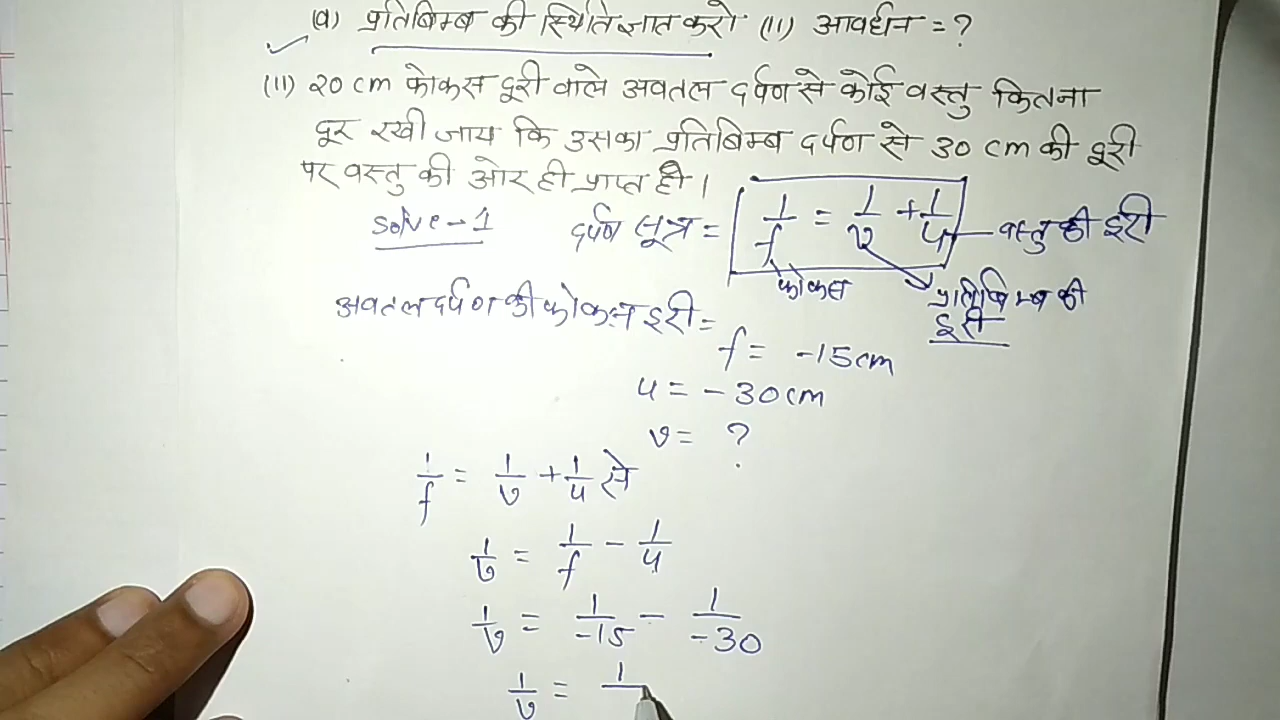 (a) प्रतिबिम्ब की स्थिति ज्ञात करो (11) आवर्धन = ?
(11) 20 cm फोकस दूरी वाले अवतल दर्पण से कोई वस्तु कितना
दूर रखी जाय कि उसका प्रतिबिम्ब दर्पण से 30 cm की दूरी
पर वस्तु की ओर ही प्राप्त हो।
Solve-1 दर्पण सूत्र = 1/f = 1/v + 1/u वस्तु की दूरी
फोकस प्रतिबिम्ब की
दूरी
अवतल दर्पण की फोकस दूरी =
f = -15cm
u = -30cm
v = ?
1/f = 1/v + 1/u से
1/v = 1/f - 1/u
1/v = 1/-15 - 1/-30
1/v = 1